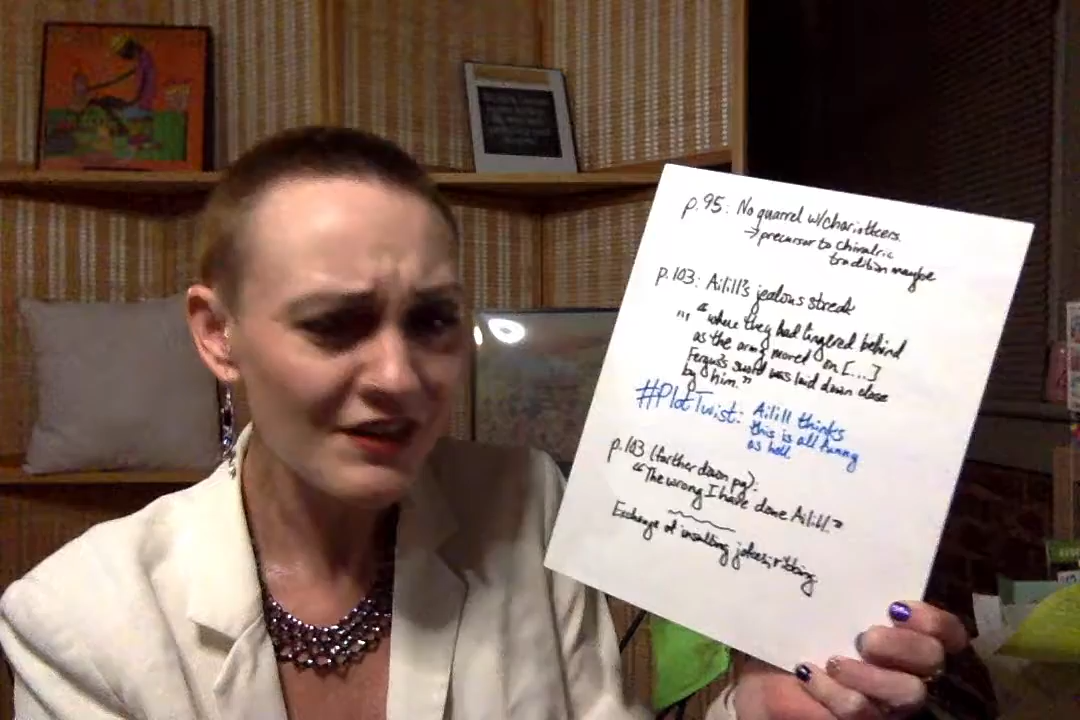 p.95: No quarrel w/charioteers.
→ precursor to chivalric
tradition maybe
p.103: Ailill's jealous streak
"" "where they had lingered behind
as the army moved on [...]
Fergus's sword was laid down close
by him."
#PlotTwist: Ailill thinks
this is all funny
as hell
p.103 (farther down pg):
"The wrong I have done Ailill."
Exchange of insulting jokes; ribbing